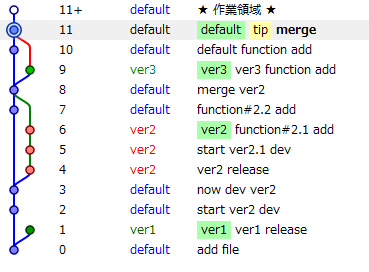 11+ default ★ 作業領域 ★
11 default default tip merge
10 default default function add
9 ver3 ver3 ver3 function add
8 default merge ver2
7 default function#2.2 add
6 ver2 ver2 function#2.1 add
5 ver2 start ver2.1 dev
4 ver2 ver2 release
3 default now dev ver2
2 default start ver2 dev
1 ver1 ver1 ver1 release
0 default add file